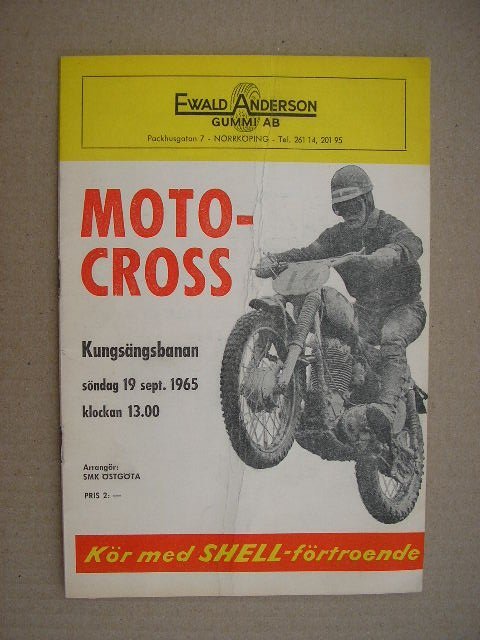 EWALD ANDERSON
GUMMI AB
Packhusgatan 7 - NORRKÖPING - Tel. 261 14, 201 95
MOTO-
CROSS
Kungsängsbanan
söndag 19 sept. 1965
klockan 13.00
Arrangör:
SMK ÖSTGÖTA
PRIS 2: —
Kör med SHELL-förtroende